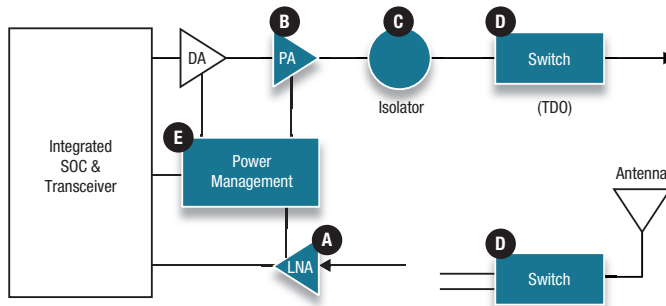 B
C
D
DA
PA
Switch
Isolator
(TDO)
E
Integrated
SOC &
Transceiver
Power
Management
Antenna
A
D
LNA
Switch